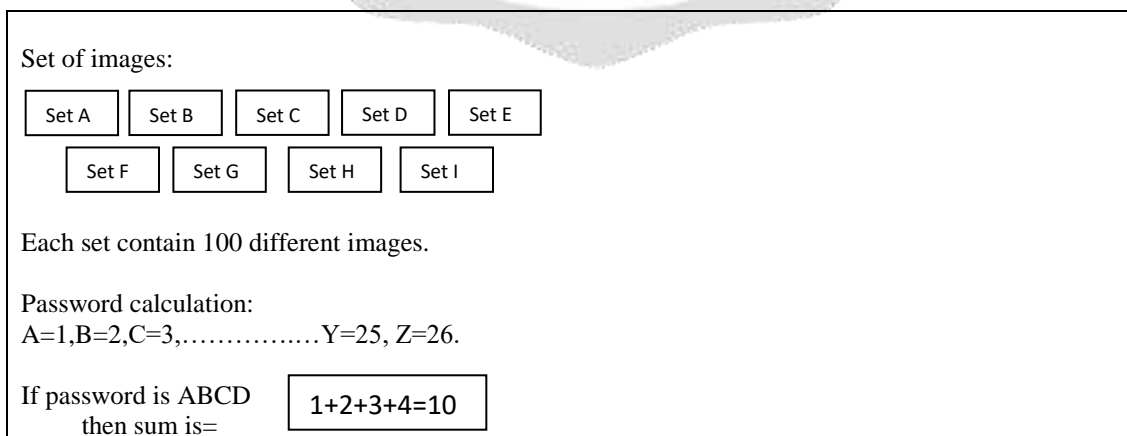 Set of images:
Set A Set B Set C Set D Set E
Set F Set G Set H Set I
Each set contain 100 different images.
Password calculation:
A=1,B=2,C=3,……………Y=25, Z=26.
If password is ABCD
1+2+3+4=10
then sum is=